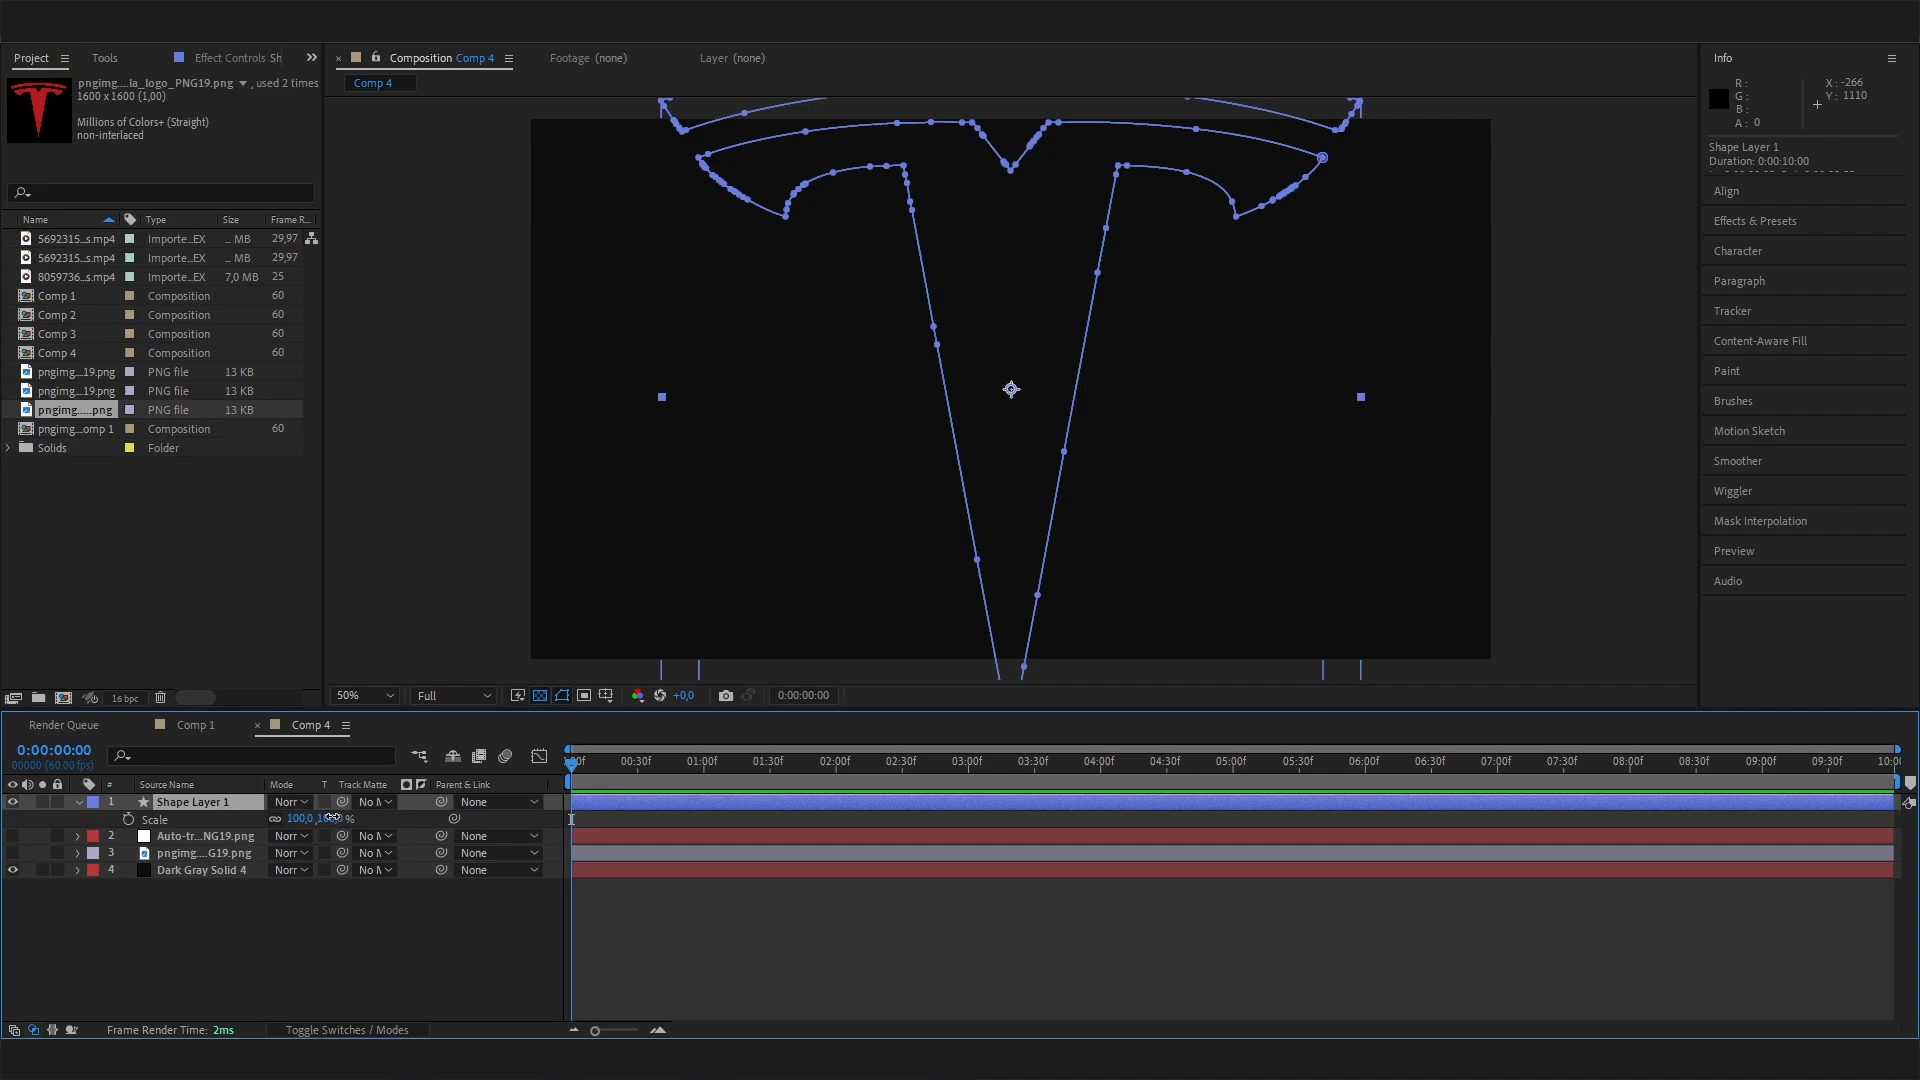 Project
Tools
Effect Controls Sh
Composition Comp 4
Footage (none)
Layer (none)
Info
pngimg....la_logo_PNG19.png ▼ , used 2 times
1600 x 1600 (1,00)
Millions of Colors+ (Straight)
non-interlaced
Comp 4
R :
G :
B :
A : 0
X : -266
Y : 1110
Shape Layer 1
Duration: 0:00:10:00
Align
Effects & Presets
Character
Paragraph
Tracker
Content-Aware Fill
Paint
Brushes
Motion Sketch
Smoother
Wiggler
Mask Interpolation
Preview
Audio
Name Type Size Frame R...
5692315...s.mp4 Importe...EX ... MB 29,97
5692315...s.mp4 Importe...EX ... MB 29,97
8059736...s.mp4 Importe...EX 7,0 MB 25
Comp 1 Composition 60
Comp 2 Composition 60
Comp 3 Composition 60
Comp 4 Composition 60
pngimg...19.png PNG file 13 KB
pngimg...19.png PNG file 13 KB
pngimg.....png PNG file 13 KB
pngimg...omp 1 Composition 60
Solids Folder
16 bpc
50% Full +0,0 0:00:00:00
Render Queue
Comp 1
Comp 4
0:00:00:00
00000 (60.00 fps)
00:30f 01:00f 01:30f 02:00f 02:30f 03:00f 03:30f 04:00f 04:30f 05:00f 05:30f 06:00f 06:30f 07:00f 07:30f 08:00f 08:30f 09:00f 09:30f 10:0
# Source Name Mode T Track Matte Parent & Link
1 Shape Layer 1 Norr No M None
Scale 100,0 %
2 Auto-tr...NG19.png Norr No M None
3 pngimg....G19.png Norr No M None
4 Dark Gray Solid 4 Norr No M None
Frame Render Time: 2ms
Toggle Switches / Modes